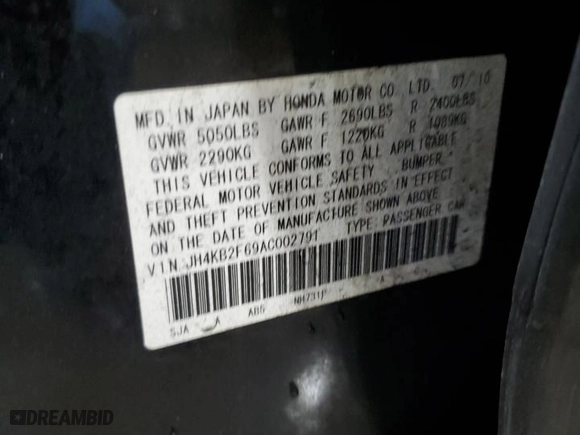 MFD. IN JAPAN BY HONDA MOTOR CO. LTD. 07/10
GVWR 5050LBS GAWR F 2690LBS R 2400LBS
GVWR 2290KG GAWR F 1220KG R 1089KG
THIS VEHICLE CONFORMS TO ALL APPLICABLE
FEDERAL MOTOR VEHICLE SAFETY BUMPER,
AND THEFT PREVENTION STANDARDS IN EFFECT
ON THE DATE OF MANUFACTURE SHOWN ABOVE
VIN: JH4KB2F69AC002791 TYPE: PASSENGER CAR
SJA A AB5 NH731P A
DREAMBID